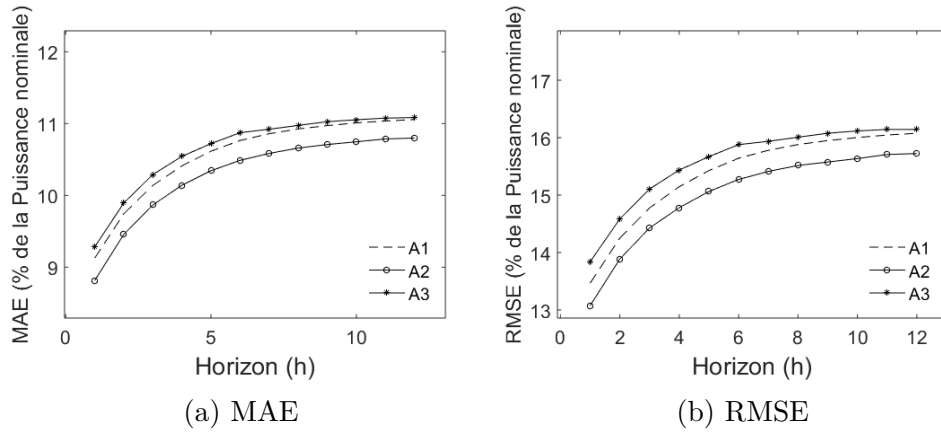 MAE (% de la Puissance nominale)
12
11
10
9
0
5
10
Horizon (h)
A1
A2
A3
(a) MAE
RMSE (% de la Puissance nominale)
17
16
15
14
13
0
2
4
6
8
10
12
Horizon (h)
A1
A2
A3
(b) RMSE